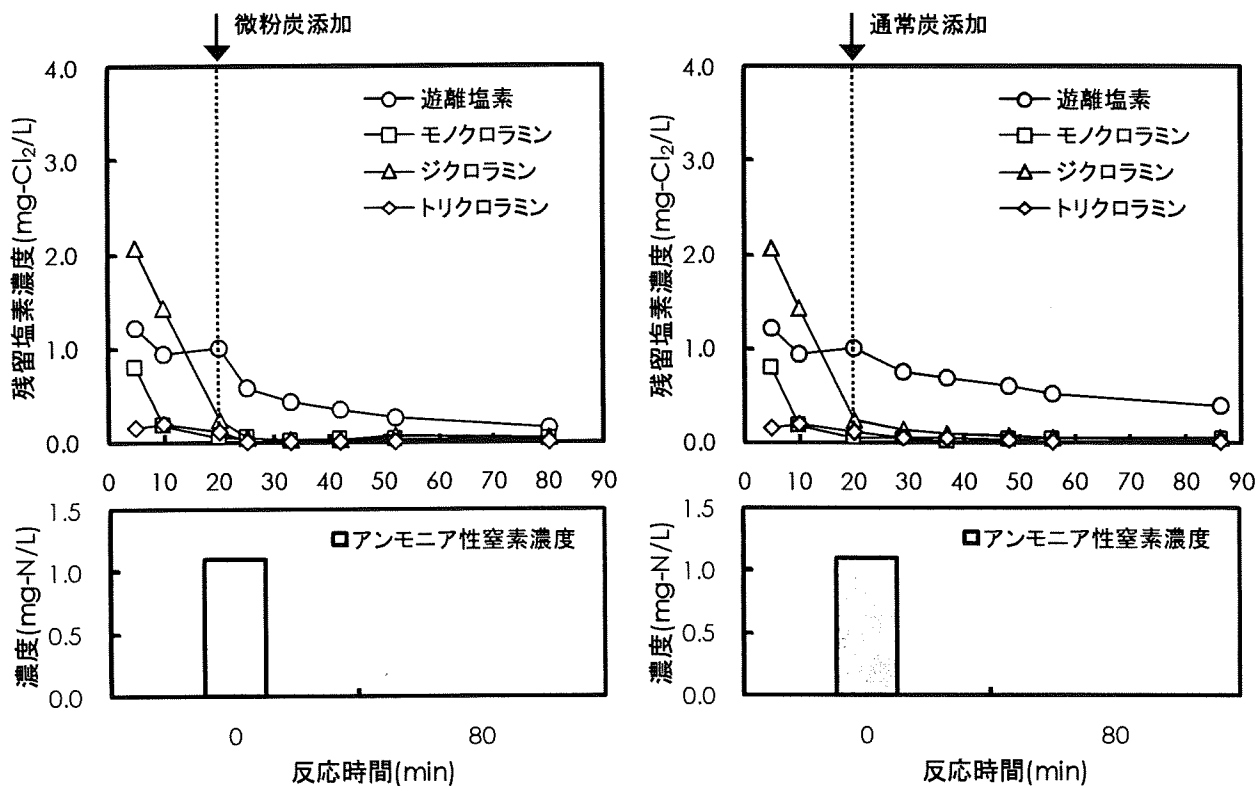 微粉炭添加
4.0
3.0
2.0
1.0
0.0
残留塩素濃度(mg-Cl₂/L)
遊離塩素
モノクロラミン
ジクロラミン
トリクロラミン
0 10 20 30 40 50 60 70 80 90
1.5
1.0
0.5
0.0
濃度(mg-N/L)
アンモニア性窒素濃度
0 80
反応時間(min)
通常炭添加
4.0
3.0
2.0
1.0
0.0
残留塩素濃度(mg-Cl₂/L)
遊離塩素
モノクロラミン
ジクロラミン
トリクロラミン
0 10 20 30 40 50 60 70 80 90
1.5
1.0
0.5
0.0
濃度(mg-N/L)
アンモニア性窒素濃度
0 80
反応時間(min)